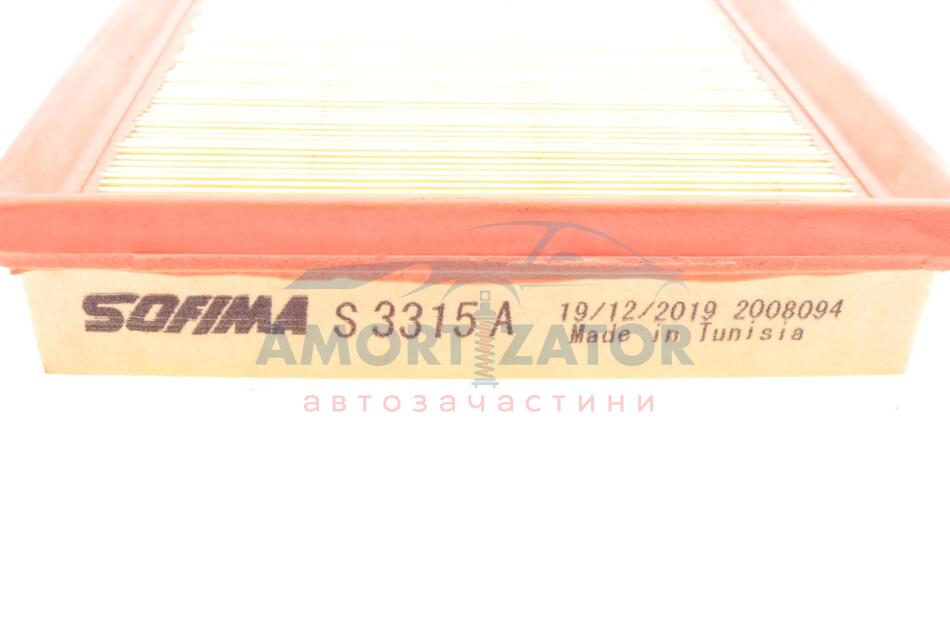 SOFIMA S 3315 A 19/12/2019 2008094
Made in Tunisia
AMORTIZATOR
автозачастини